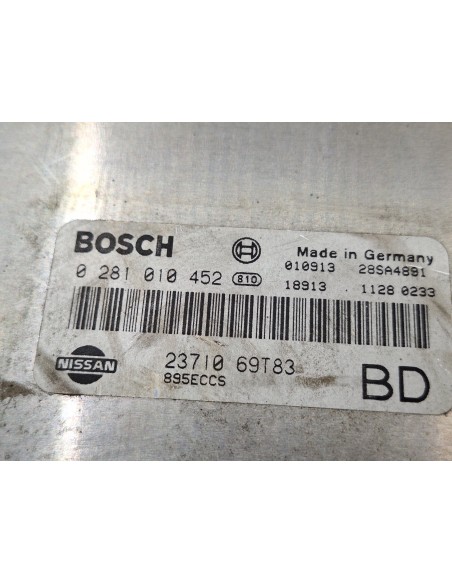 BOSCH Made in Germany
0 281 010 452 810 010913 28SA4891
18913 . 1128 0233
NISSAN 23710 69T83 BD
895ECCS